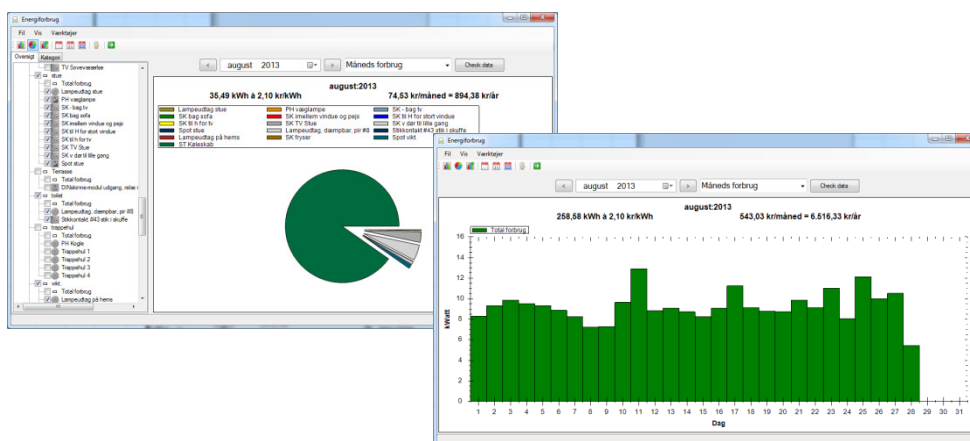 Energiforbrug
Fil Vis Værktøjer
Oversigt Kategori
TV Soveværelse
stue
Total forbrug
Lampeudtag stue
PH væglampe
SK - bag tv
SK bag sofa
SK imellem vindue og pejs
SK til H for stort vindue
SK til h for tv
SK TV Stue
SK v dør til lille gang
Spot stue
Terrasse
Total forbrug
DINskinne modul udgang, relæ
toilet
Total forbrug
Lampeudtag, dæmpbar, pir #8
Stikkontakt #43 stik i skuffe
trappehul
Total forbrug
PH Kogle
Trappehul 1
Trappehul 2
Trappehul 3
Trappehul 4
vikt.
Total forbrug
Lampeudtag på hems
< august 2013 > Måneds forbrug Check data
august:2013
35,49 kWh à 2,10 kr/kWh 74,53 kr/måned = 894,38 kr/år
Lampeudtag stue PH væglampe SK - bag tv
SK bag sofa SK imellem vindue og pejs SK til H for stort vindue
SK til h for tv SK TV Stue SK v dør til lille gang
Spot stue Lampeudtag, dæmpbar, pir #8 Stikkontakt #43 stik i skuffe
Lampeudtag på hems SK fryser Spot vikt.
ST Køleskab
Energiforbrug
Fil Vis Værktøjer
< august 2013 > Måneds forbrug Check data
august:2013
258,58 kWh à 2,10 kr/kWh 543,03 kr/måned = 6.516,33 kr/år
Total forbrug
kWatt
16
14
12
10
8
6
4
2
0
1 2 3 4 5 6 7 8 9 10 11 12 13 14 15 16 17 18 19 20 21 22 23 24 25 26 27 28 29 30 31
Dag